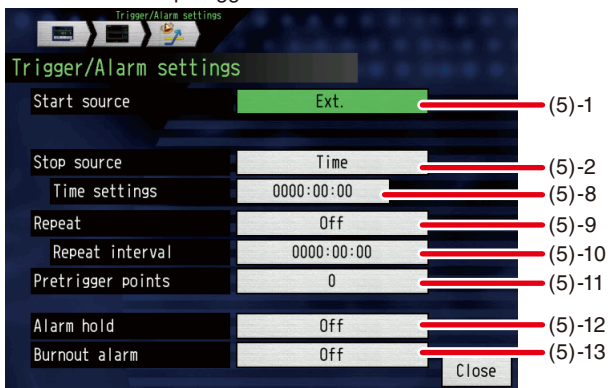 Trigger/Alarm settings
Trigger/Alarm settings
Start source Ext. (5)-1
Stop source Time (5)-2
Time settings 0000:00:00 (5)-8
Repeat Off (5)-9
Repeat interval 0000:00:00 (5)-10
Pretrigger points 0 (5)-11
Alarm hold Off (5)-12
Burnout alarm Off (5)-13
Close